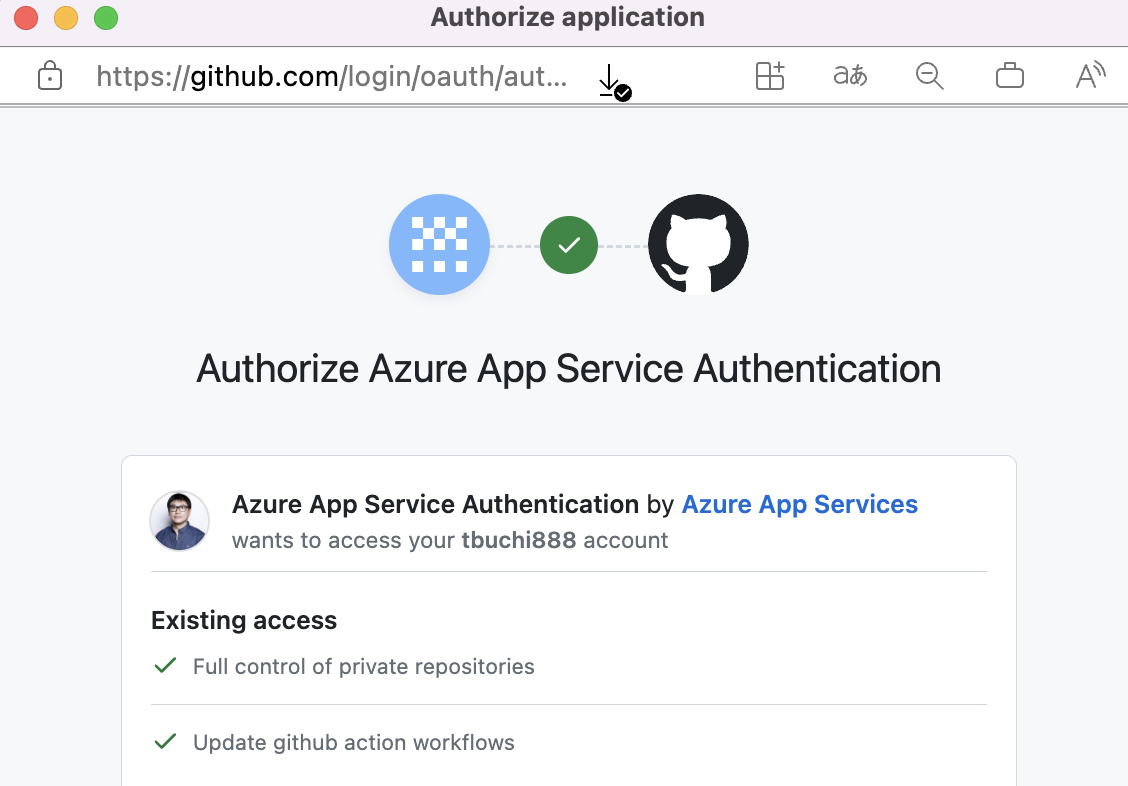 Authorize application
https://github.com/login/oauth/aut...
aあ
A
Authorize Azure App Service Authentication
Azure App Service Authentication by Azure App Services
wants to access your tbuchi888 account
Existing access
Full control of private repositories
Update github action workflows